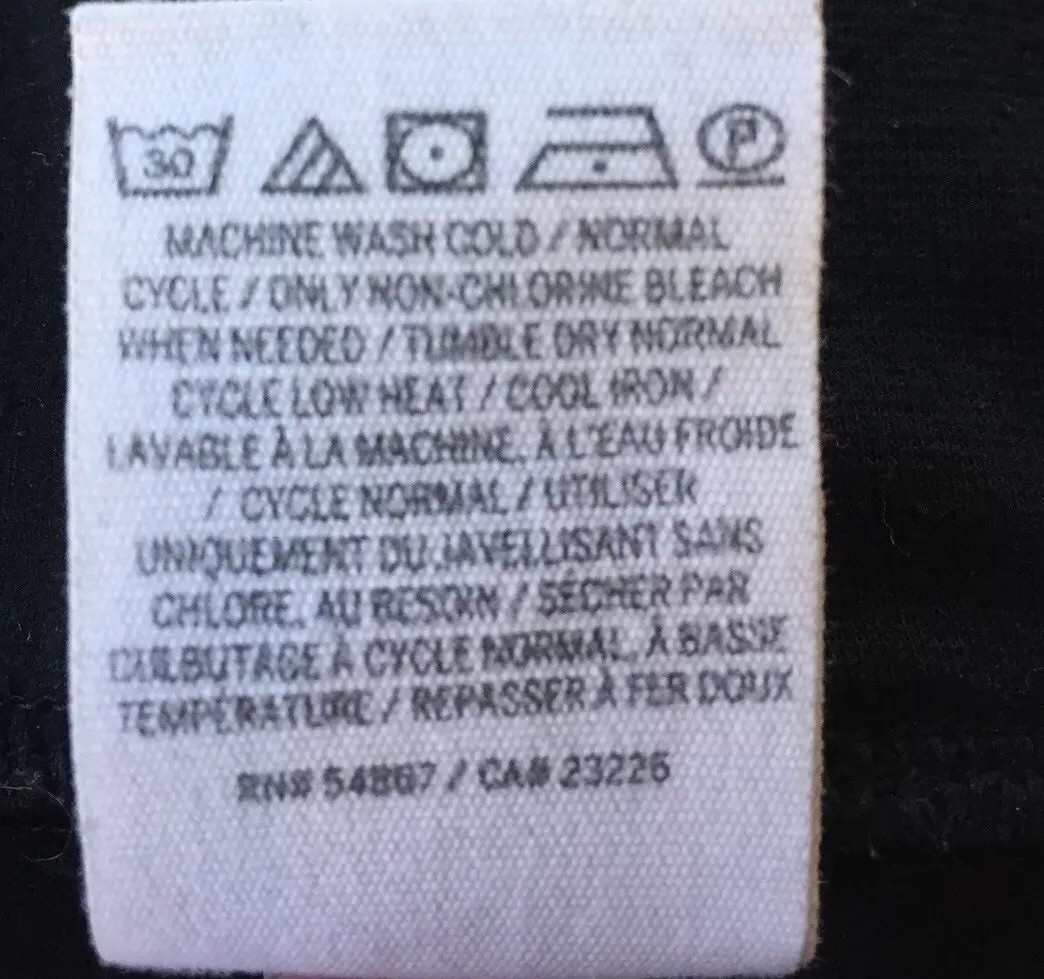 30 P
MACHINE WASH COLD / NORMAL
CYCLE / ONLY NON-CHLORINE BLEACH
WHEN NEEDED / TUMBLE DRY NORMAL
CYCLE LOW HEAT / COOL IRON /
LAVABLE À LA MACHINE, À L'EAU FROIDE
/ CYCLE NORMAL / UTILISER
UNIQUEMENT DU JAVELLISANT SANS
CHLORE, AU BESOIN / SÉCHER PAR
CULBUTAGE À CYCLE NORMAL, À BASSE
TEMPÉRATURE / REPASSER À FER DOUX
RN# 54867 / CA# 23226